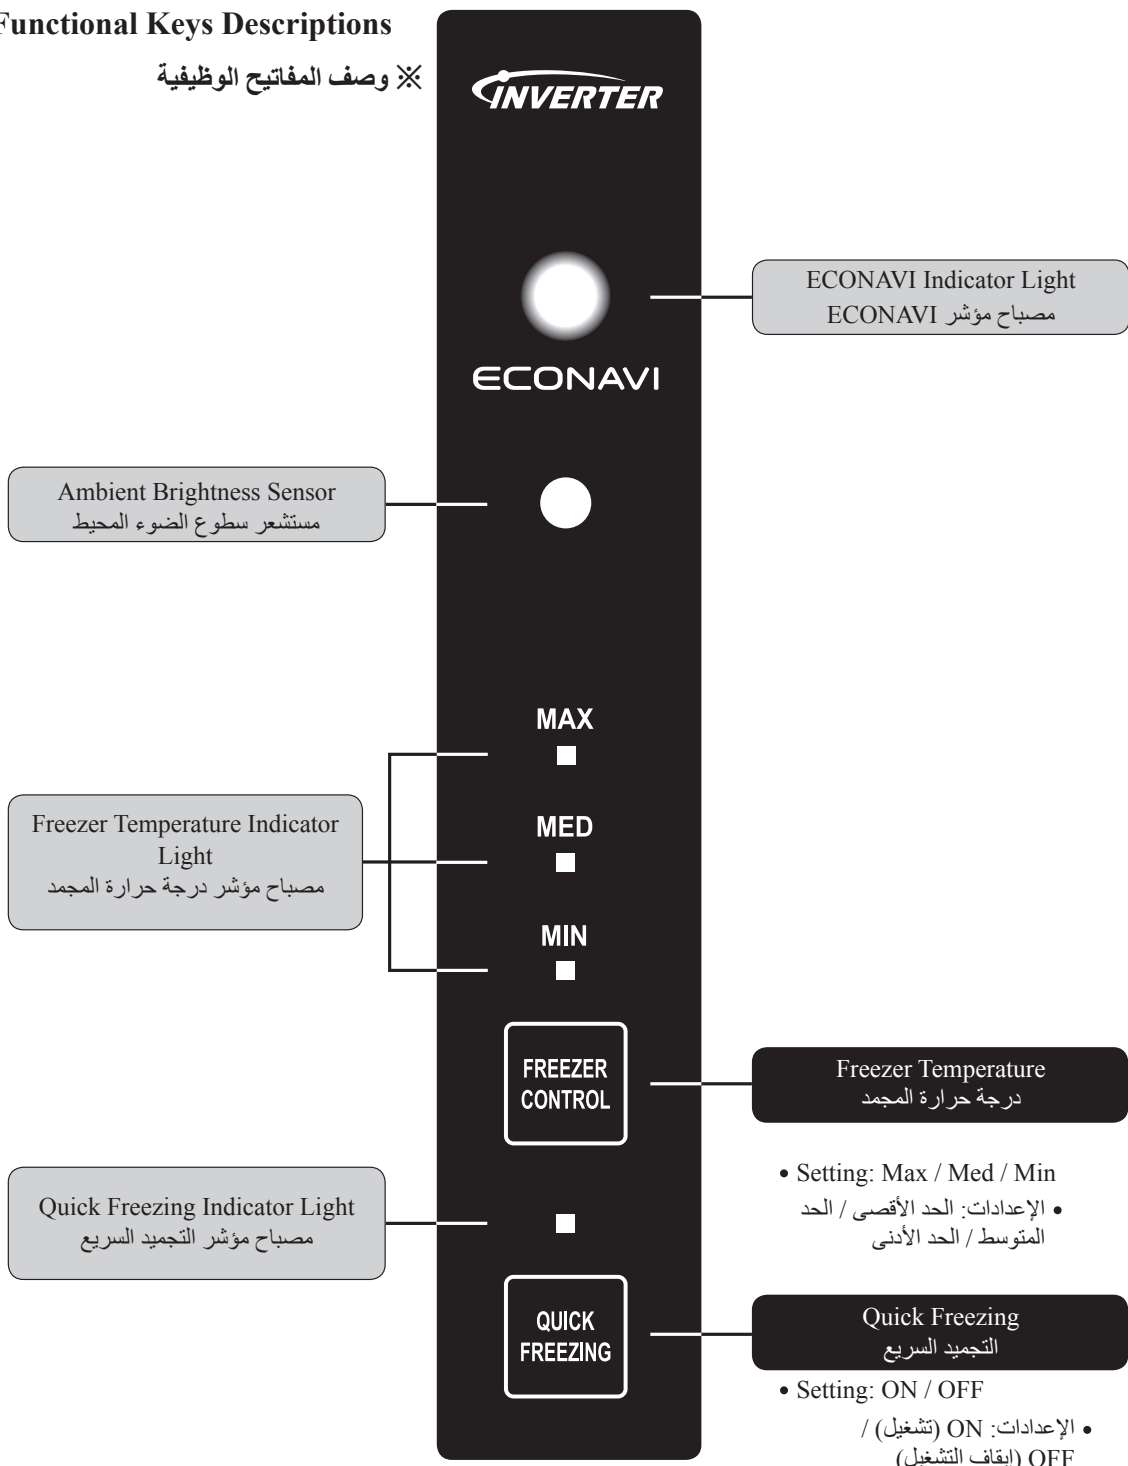 Functional Keys Descriptions
※ وصف المفاتيح الوظيفية
INVERTER
ECONAVI Indicator Light
مصباح مؤشر ECONAVI
ECONAVI
Ambient Brightness Sensor
مستشعر سطوع الضوء المحيط
MAX
MED
MIN
Freezer Temperature Indicator
Light
مصباح مؤشر درجة حرارة المجمد
FREEZER
CONTROL
Freezer Temperature
درجة حرارة المجمد
• Setting: Max / Med / Min
• الإعدادات: الحد الأقصى / الحد
المتوسط / الحد الأدنى
Quick Freezing Indicator Light
مصباح مؤشر التجميد السريع
QUICK
FREEZING
Quick Freezing
التجميد السريع
• Setting: ON / OFF
• الإعدادات: ON (تشغيل) /
OFF (إيقاف التشغيل)